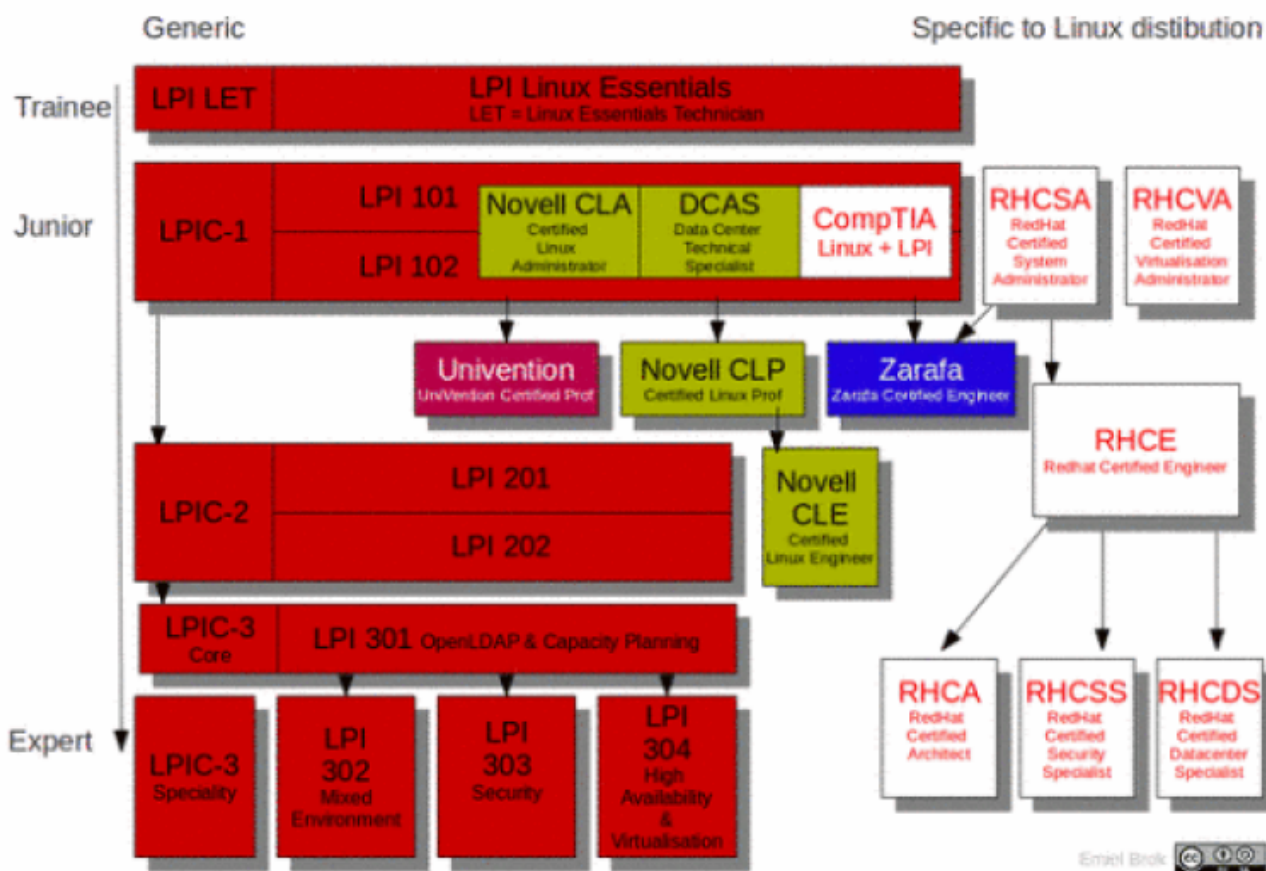 Generic
Specific to Linux distibution
Trainee
LPI LET
LPI Linux Essentials
LET = Linux Essentials Technician
Junior
LPIC-1
LPI 101
LPI 102
Novell CLA
Certified
Linux
Administrator
DCAS
Data Center
Technical
Specialist
CompTIA
Linux + LPI
RHCSA
RedHat
Certified
System
Administrator
RHCVA
RedHat
Certified
Virtualisation
Administrator
Univention
UniVention Certified Prof
Novell CLP
Certified Linux Prof
Zarafa
Zarafa Certified Engineer
RHCE
Redhat Certified Engineer
LPIC-2
LPI 201
LPI 202
Novell
CLE
Certified
Linux Engineer
LPIC-3
Core
LPI 301 OpenLDAP & Capacity Planning
Expert
LPIC-3
Speciality
LPI
302
Mixed
Environment
LPI
303
Security
LPI
304
High
Availability
&
Virtualisation
RHCA
RedHat
Certified
Architect
RHCSS
RedHat
Certified
Security
Specialist
RHCDS
RedHat
Certified
Datacenter
Specialist
Emiel Brok
cc